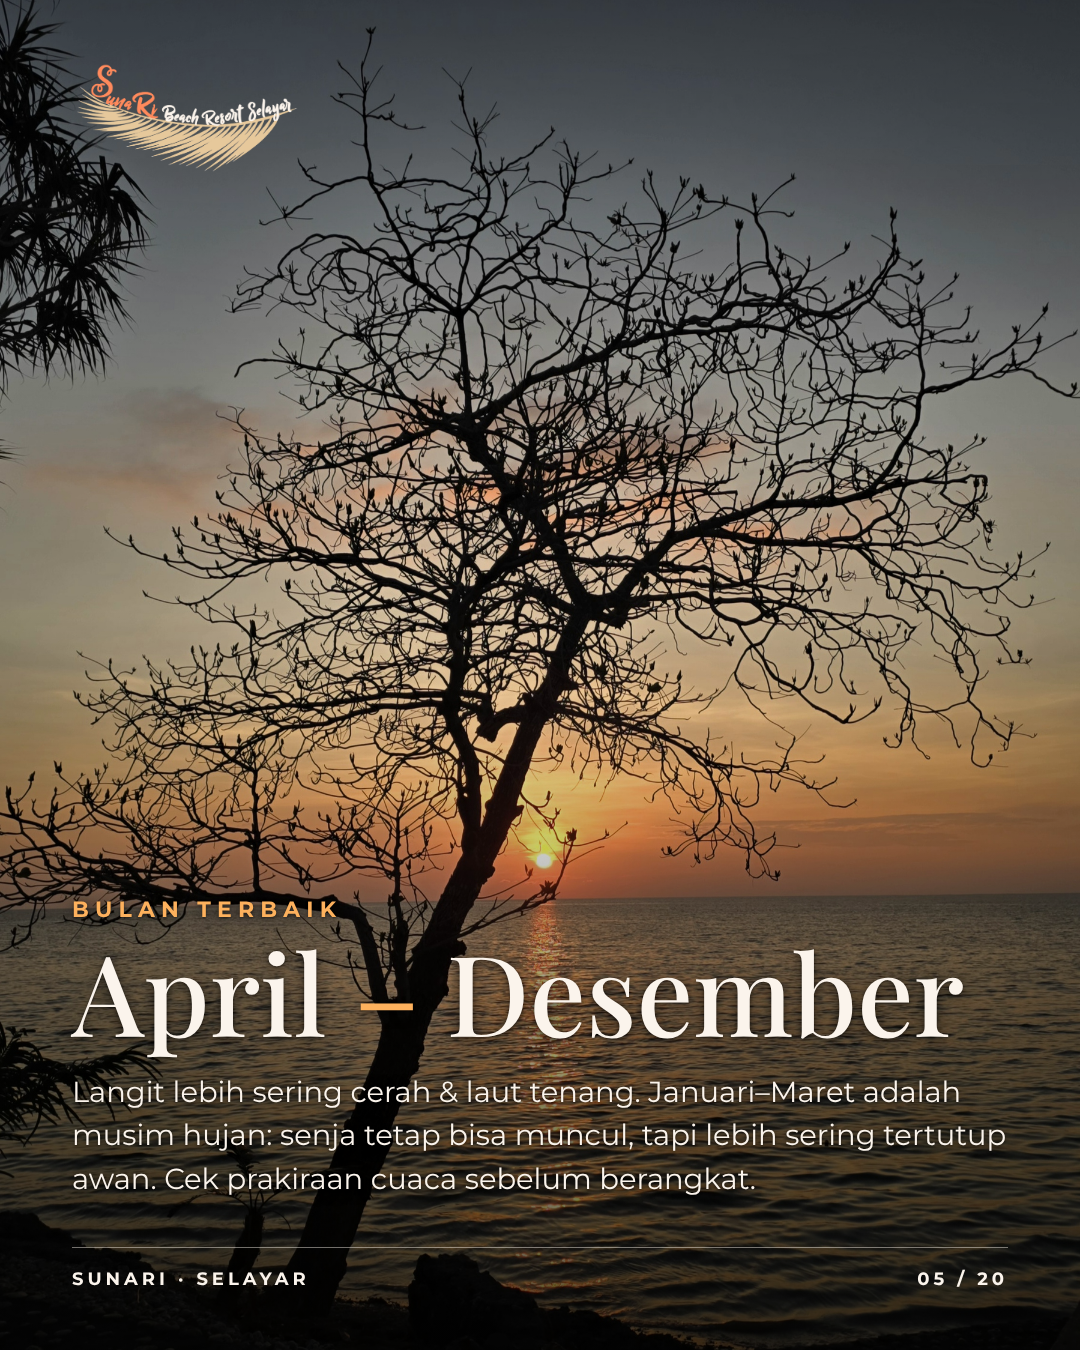 SunaRi Beach Resort Selayar
BULAN TERBAIK
April – Desember
Langit lebih sering cerah & laut tenang. Januari–Maret adalah
musim hujan: senja tetap bisa muncul, tapi lebih sering tertutup
awan. Cek prakiraan cuaca sebelum berangkat.
SUNARI · SELAYAR
05 / 20